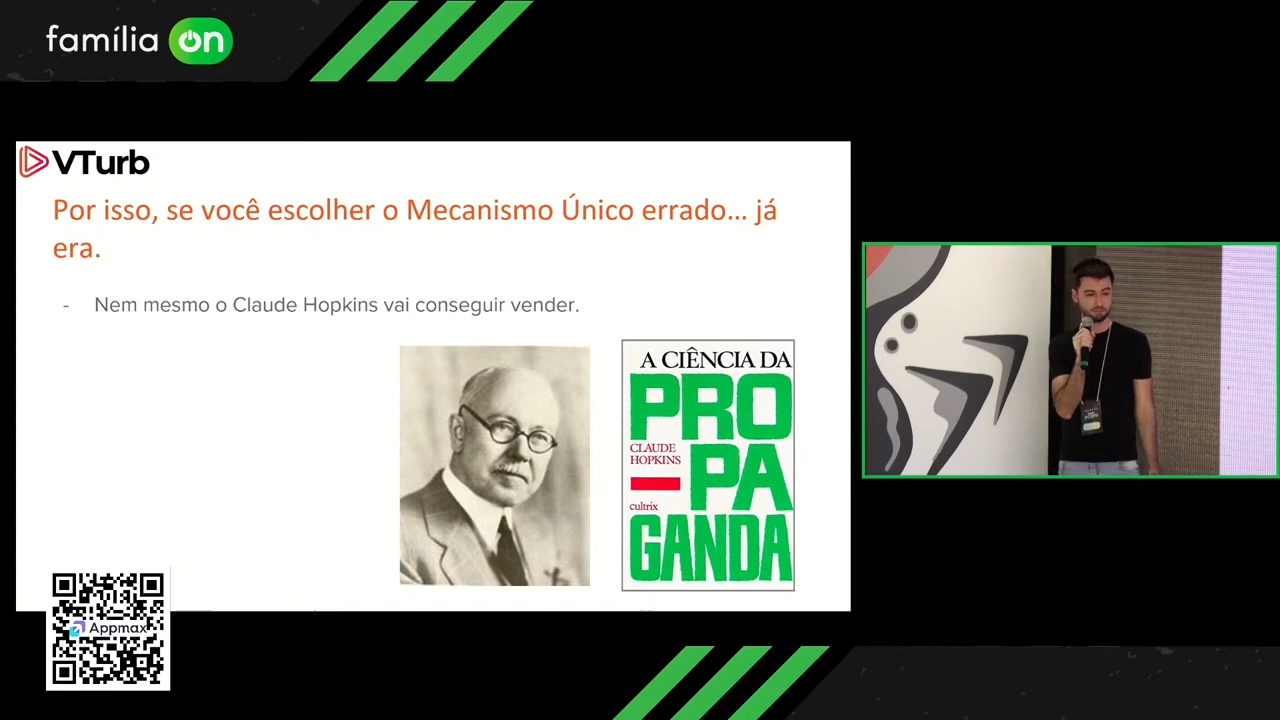 família on
VTurb
Por isso, se você escolher o Mecanismo Único errado... já
era.
- Nem mesmo o Claude Hopkins vai conseguir vender.
A CIÊNCIA DA
PRO
CLAUDE
HOPKINS
PA
cultrix
GANDA
Appmax